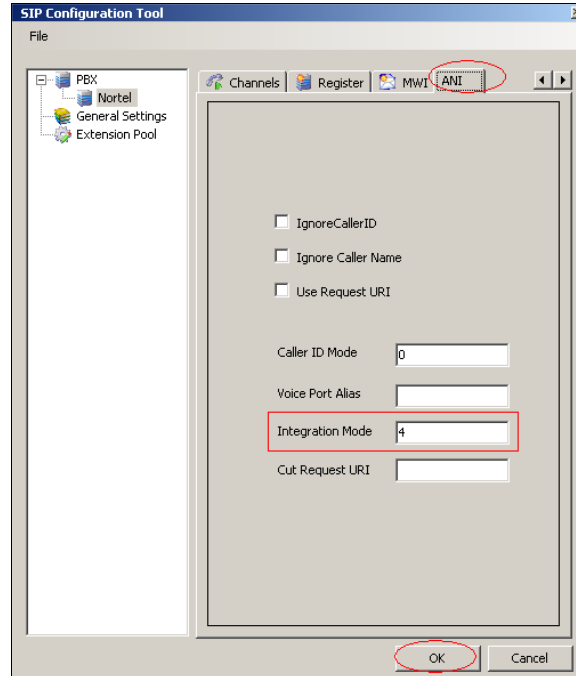 SIP Configuration Tool
File
PBX
Nortel
General Settings
Extension Pool
Channels
Register
MWI
ANI
IgnoreCallerID
Ignore Caller Name
Use Request URI
Caller ID Mode 0
Voice Port Alias
Integration Mode 4
Cut Request URI
OK
Cancel